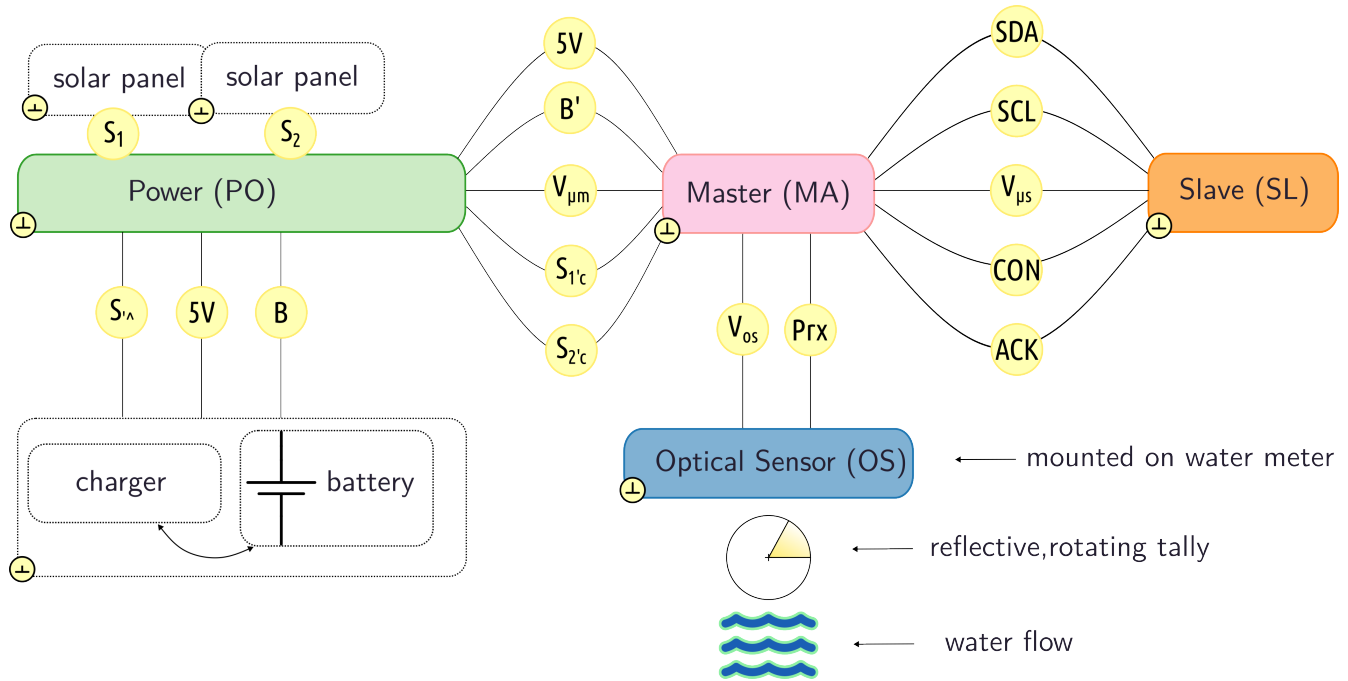 solar panel
solar panel
S1
S2
Power (PO)
5V
B'
Vµm
S1'c
S2'c
Master (MA)
SDA
SCL
Vµs
CON
ACK
Slave (SL)
S'^
5V
B
Vos
Prx
charger
battery
Optical Sensor (OS)
mounted on water meter
reflective,rotating tally
water flow